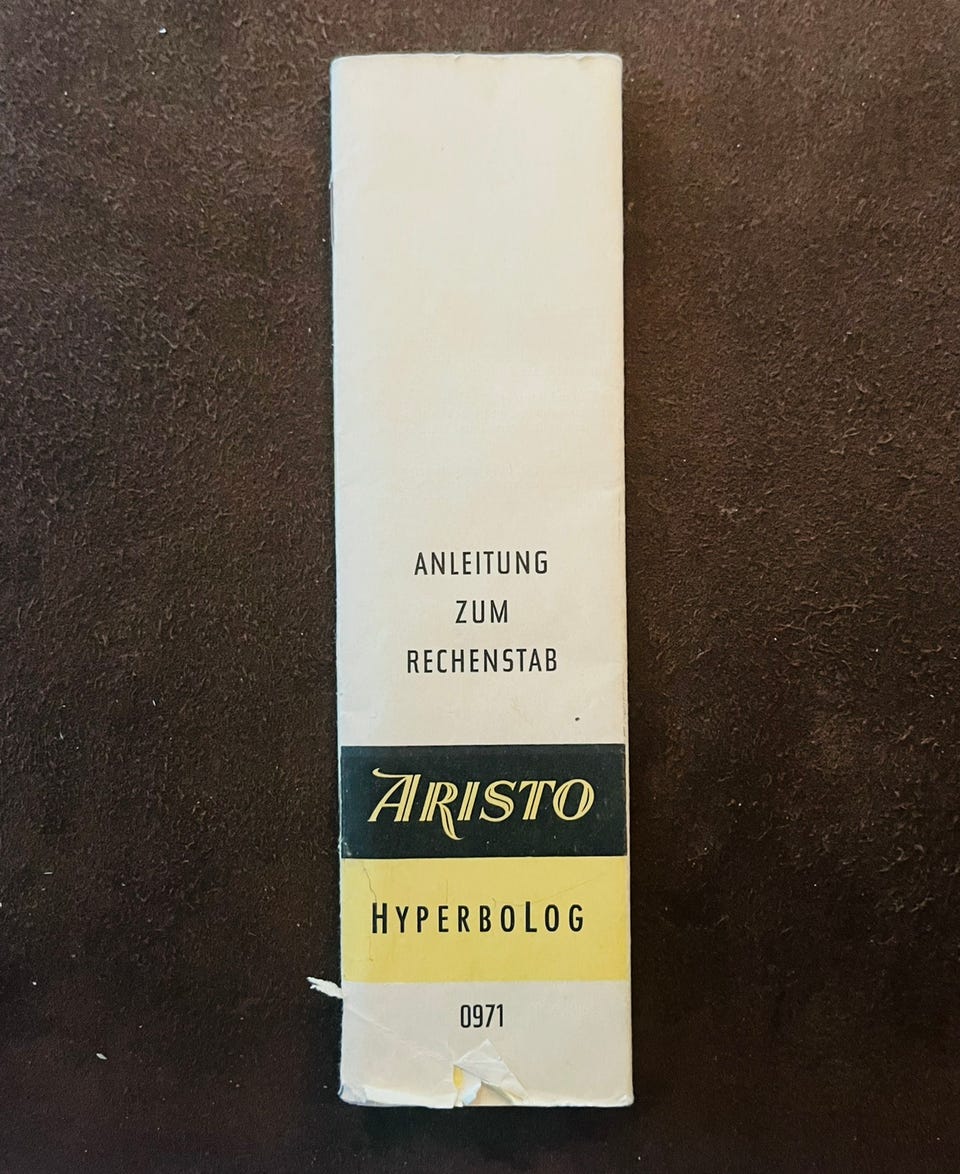 ANLEITUNG
ZUM
RECHENSTAB
ARISTO
HYPERBOLOG
0971